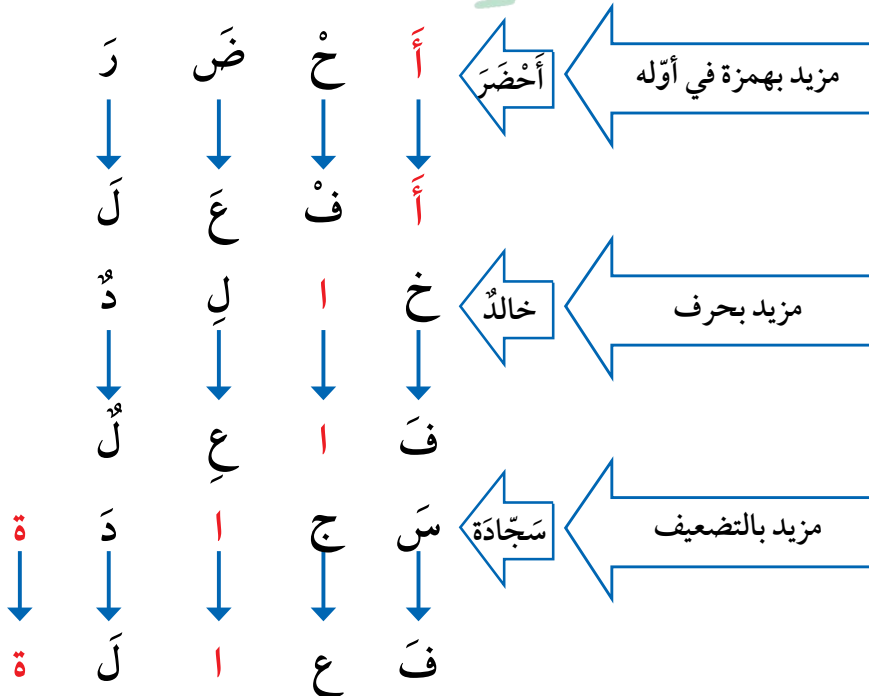 مزيد بهمزة في أوّله
أَحْضَرَ
أَ حْ ضَ رَ
أَ فْ عَ لَ
مزيد بحرف
خالدٌ
خ ا لِ دٌ
فَ ا عِ لٌ
مزيد بالتضعيف
سَجّادَة
سَ ج ا دَ ة
فَ ع ا لَ ة